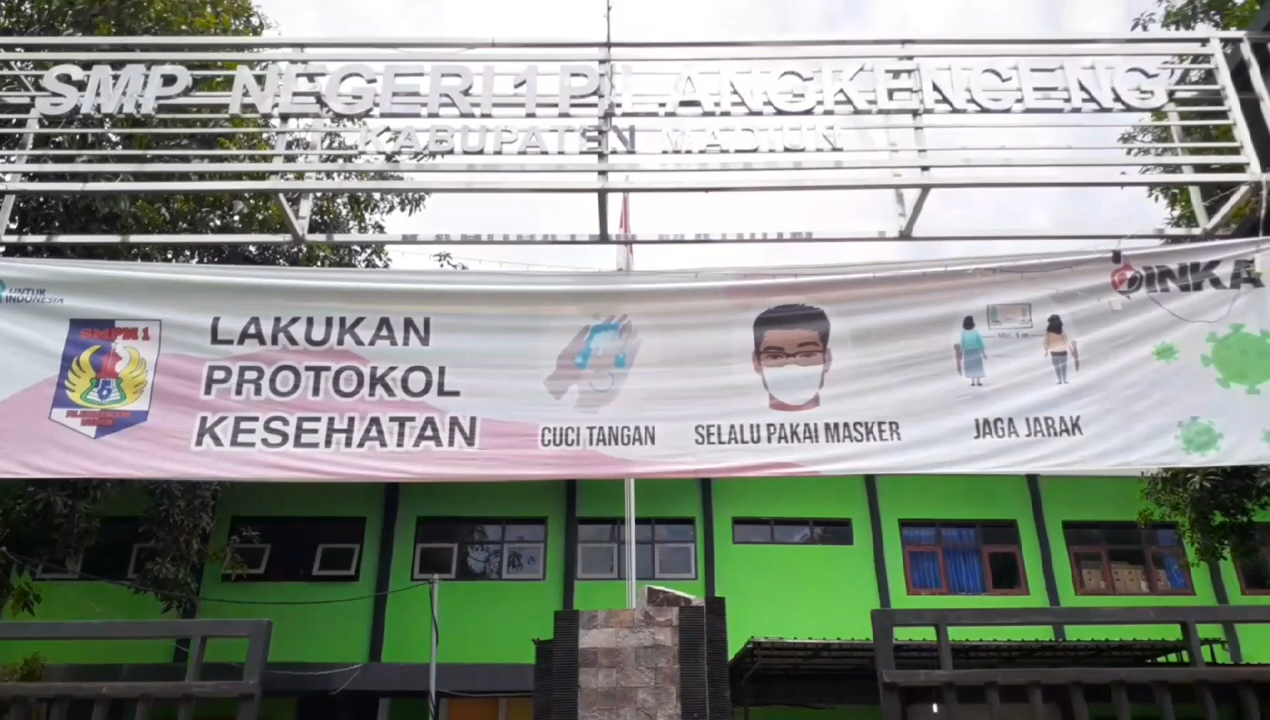 SMP NEGERI 1 PILANGKENCENG
KABUPATEN MADIUN
UNTUK
INDONESIA
INKA
SMPN 1
LAKUKAN
PROTOKOL
KESEHATAN
CUCI TANGAN
SELALU PAKAI MASKER
JAGA JARAK